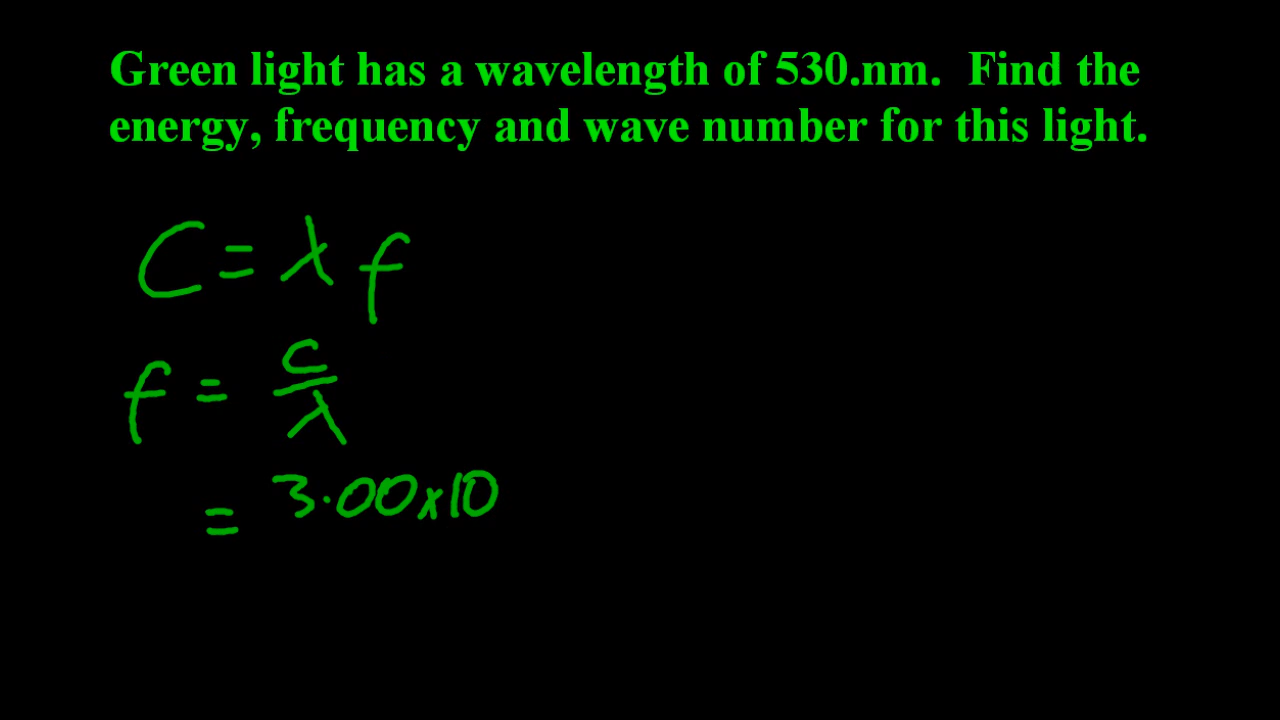 Green light has a wavelength of 530.nm. Find the
energy, frequency and wave number for this light.
C = λ f
f = c/λ
= 3.00x10